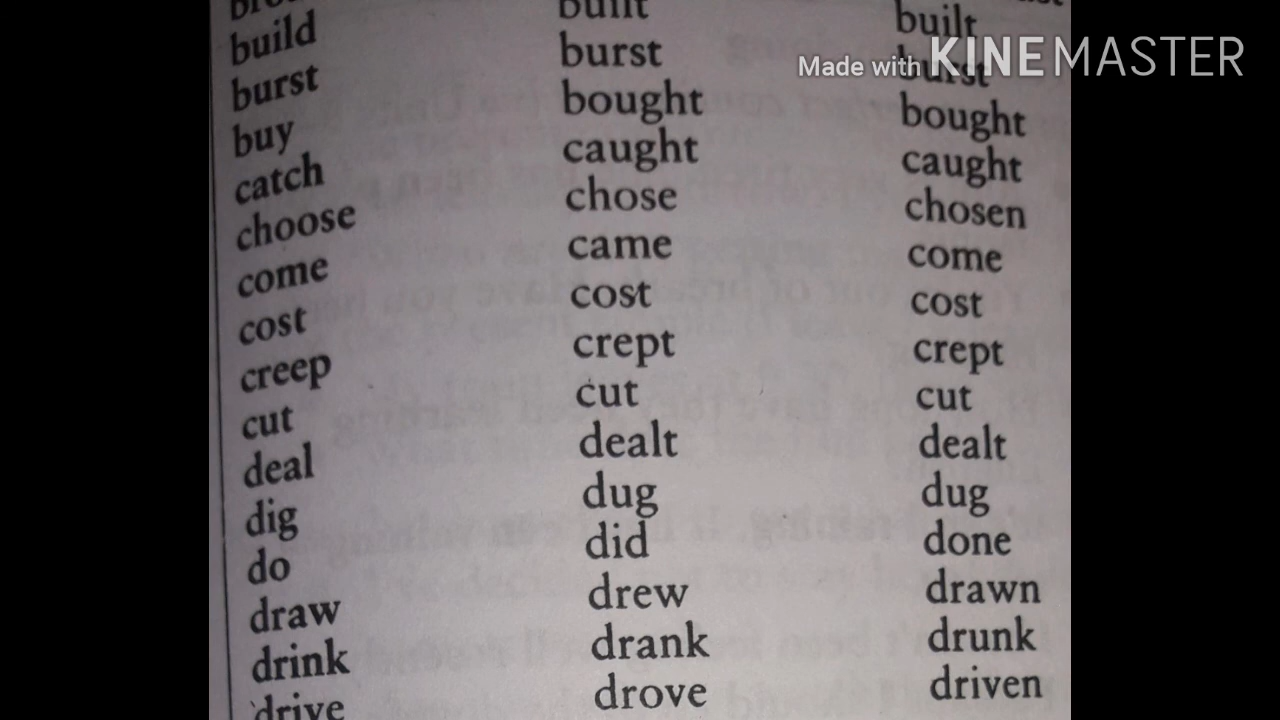 build built built
burst burst burst
buy bought bought
catch caught caught
choose chose chosen
come came come
cost cost cost
creep crept crept
cut cut cut
deal dealt dealt
dig dug dug
do did done
draw drew drawn
drink drank drunk
drive drove driven
Made with KINEMASTER